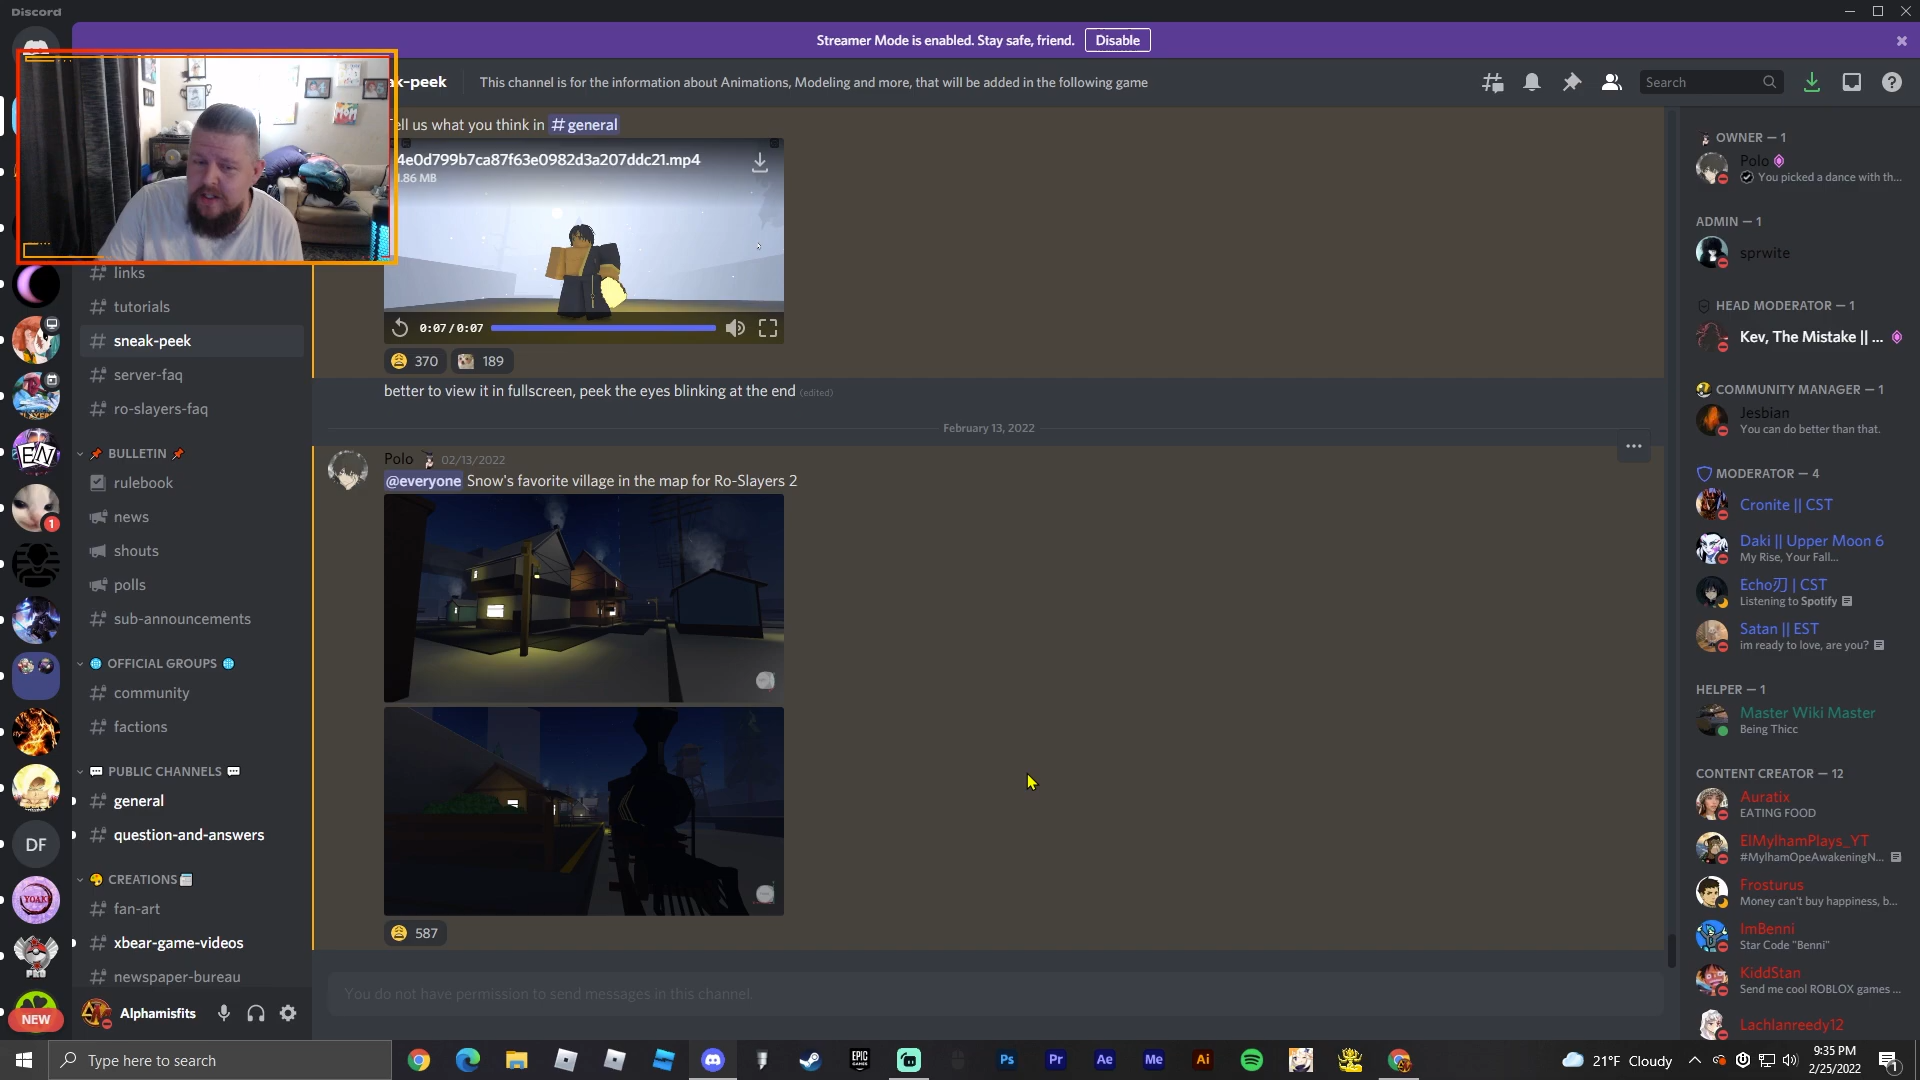 Discord
Streamer Mode is enabled. Stay safe, friend.
Disable
ak-peek
This channel is for the information about Animations, Modeling and more, that will be added in the following game
Search
ell us what you think in #general
4e0d799b7ca87f63e0982d3a207ddc21.mp4
.86 MB
0:07/0:07
370
189
better to view it in fullscreen, peek the eyes blinking at the end (edited)
February 13, 2022
Polo 02/13/2022
@everyone Snow's favorite village in the map for Ro-Slayers 2
587
You do not have permission to send messages in this channel.
links
tutorials
sneak-peek
server-faq
ro-slayers-faq
BULLETIN
rulebook
news
shouts
polls
sub-announcements
OFFICIAL GROUPS
community
factions
PUBLIC CHANNELS
general
question-and-answers
CREATIONS
fan-art
xbear-game-videos
newspaper-bureau
Alphamisfits
EN
1
DF
YOAK
PRO
NEW
OWNER — 1
Polo
You picked a dance with th...
ADMIN — 1
sprwite
HEAD MODERATOR — 1
Kev, The Mistake || ...
COMMUNITY MANAGER — 1
Jesbian
You can do better than that.
MODERATOR — 4
Cronite || CST
Daki || Upper Moon 6
My Rise, Your Fall...
Echo刃 | CST
Listening to Spotify
Satan || EST
im ready to love, are you?
HELPER — 1
Master Wiki Master
Being Thicc
CONTENT CREATOR — 12
Auratix
EATING FOOD
ElMylhamPlays_YT
#MylhamOpeAwakeningN...
Frosturus
Money can't buy happiness, b...
ImBenni
Star Code "Benni"
KiddStan
Send me cool ROBLOX games ...
Lachlanreedy12
Type here to search
EPIC GAMES
Ps
Pr
Ae
Me
Ai
21°F Cloudy
9:35 PM
2/25/2022
1